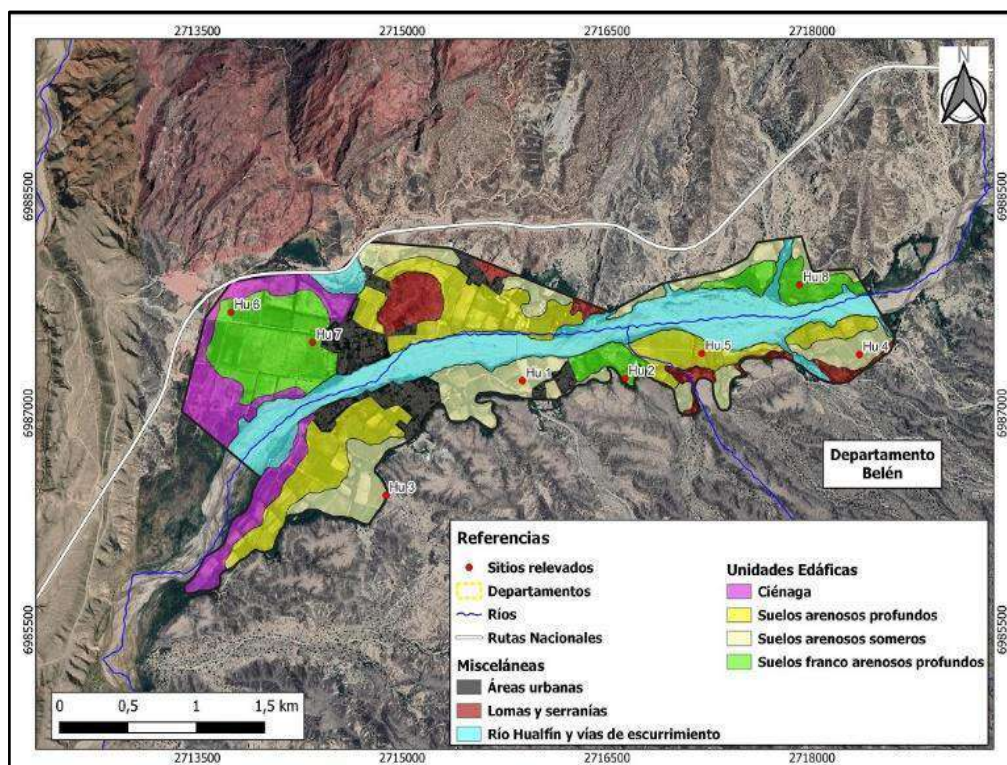 2713500 2715000 2716500 2718000
N
6988500 6988500
Hu 8
Hu 6
Hu 7
Hu 5
Hu 4
Hu 1
Hu 2
6987000 6987000
Departamento
Belén
Hu 3
Referencias
Sitios relevados
Departamentos
Ríos
Rutas Nacionales
Misceláneas
Áreas urbanas
Lomas y serranías
Río Hualfín y vías de escurrimiento
Unidades Edáficas
Ciénaga
Suelos arenosos profundos
Suelos arenosos someros
Suelos franco arenosos profundos
6985500 6985500
0 0,5 1 1,5 km
2713500 2715000 2716500 2718000